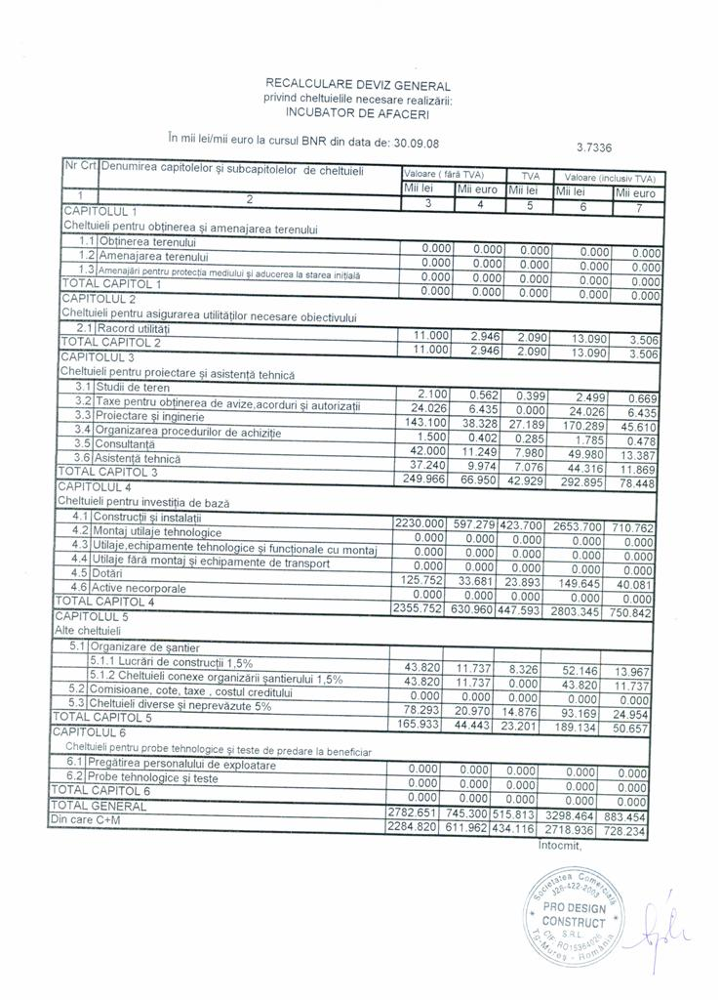 RECALCULARE DEVIZ GENERAL
privind cheltuielile necesare realizării:
INCUBATOR DE AFACERI
În mii lei/mii euro la cursul BNR din data de: 30.09.08 3.7336
Nr Crt. Denumirea capitolelor şi subcapitolelor de cheltuieli Valoare ( fără TVA) TVA Valoare (inclusiv TVA)
Mii lei Mii euro Mii lei Mii lei Mii euro
1 2 3 4 5 6 7
CAPITOLUL 1
Cheltuieli pentru obţinerea şi amenajarea terenului
1.1 Obţinerea terenului 0.000 0.000 0.000 0.000 0.000
1.2 Amenajarea terenului 0.000 0.000 0.000 0.000 0.000
1.3 Amenajări pentru protecţia mediului şi aducerea la starea iniţială 0.000 0.000 0.000 0.000 0.000
TOTAL CAPITOL 1 0.000 0.000 0.000 0.000 0.000
CAPITOLUL 2
Cheltuieli pentru asigurarea utilităţilor necesare obiectivului
2.1 Racord utilităţi 11.000 2.946 2.090 13.090 3.506
TOTAL CAPITOL 2 11.000 2.946 2.090 13.090 3.506
CAPITOLUL 3
Cheltuieli pentru proiectare şi asistenţă tehnică
3.1 Studii de teren 2.100 0.562 0.399 2.499 0.669
3.2 Taxe pentru obţinerea de avize,acorduri şi autorizaţii 24.026 6.435 0.000 24.026 6.435
3.3 Proiectare şi inginerie 143.100 38.328 27.189 170.289 45.610
3.4 Organizarea procedurilor de achiziţie 1.500 0.402 0.285 1.785 0.478
3.5 Consultanţă 42.000 11.249 7.980 49.980 13.387
3.6 Asistenţă tehnică 37.240 9.974 7.076 44.316 11.869
TOTAL CAPITOL 3 249.966 66.950 42.929 292.895 78.448
CAPITOLUL 4
Cheltuieli pentru investiţia de bază
4.1 Construcţii şi instalaţii 2230.000 597.279 423.700 2653.700 710.762
4.2 Montaj utilaje tehnologice 0.000 0.000 0.000 0.000 0.000
4.3 Utilaje,echipamente tehnologice şi funcţionale cu montaj 0.000 0.000 0.000 0.000 0.000
4.4 Utilaje fără montaj şi echipamente de transport 0.000 0.000 0.000 0.000 0.000
4.5 Dotări 125.752 33.681 23.893 149.645 40.081
4.6 Active necorporale 0.000 0.000 0.000 0.000 0.000
TOTAL CAPITOL 4 2355.752 630.960 447.593 2803.345 750.842
CAPITOLUL 5
Alte cheltuieli
5.1 Organizare de şantier
5.1.1 Lucrări de construcţii 1,5% 43.820 11.737 8.326 52.146 13.967
5.1.2 Cheltuieli conexe organizării şantierului 1,5% 43.820 11.737 0.000 43.820 11.737
5.2 Comisioane, cote, taxe , costul creditului 0.000 0.000 0.000 0.000 0.000
5.3 Cheltuieli diverse şi neprevăzute 5% 78.293 20.970 14.876 93.169 24.954
TOTAL CAPITOL 5 165.933 44.443 23.201 189.134 50.657
CAPITOLUL 6
Cheltuieli pentru probe tehnologice şi teste de predare la beneficiar
6.1 Pregătirea personalului de exploatare 0.000 0.000 0.000 0.000 0.000
6.2 Probe tehnologice şi teste 0.000 0.000 0.000 0.000 0.000
TOTAL CAPITOL 6 0.000 0.000 0.000 0.000 0.000
TOTAL GENERAL 2782.651 745.300 515.813 3298.464 883.454
Din care C+M 2284.820 611.962 434.116 2718.936 728.234
Intocmit,
Societatea Comercială
J26-422-2003
PRO DESIGN
CONSTRUCT
S.R.L.
CIF RO15364026
Tg-Mureş - România